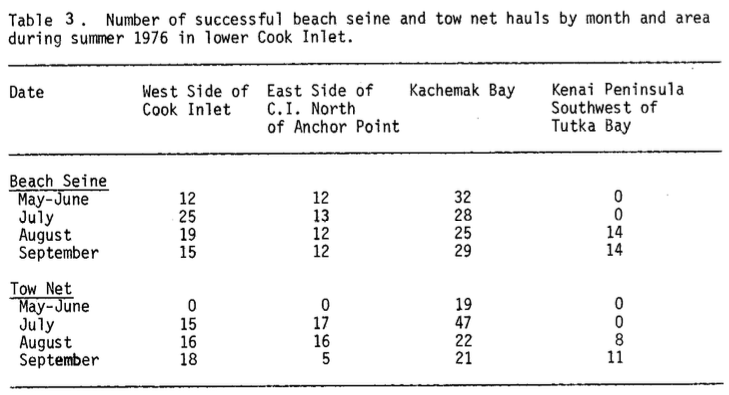 Table 3. Number of successful beach seine and tow net hauls by month and area
during summer 1976 in lower Cook Inlet.
Date West Side of East Side of Kachemak Bay Kenai Peninsula
Cook Inlet C.I. North Southwest of
of Anchor Point Tutka Bay
Beach Seine
May-June 12 12 32 0
July 25 13 28 0
August 19 12 25 14
September 15 12 29 14
Tow Net
May-June 0 0 19 0
July 15 17 47 0
August 16 16 22 8
September 18 5 21 11